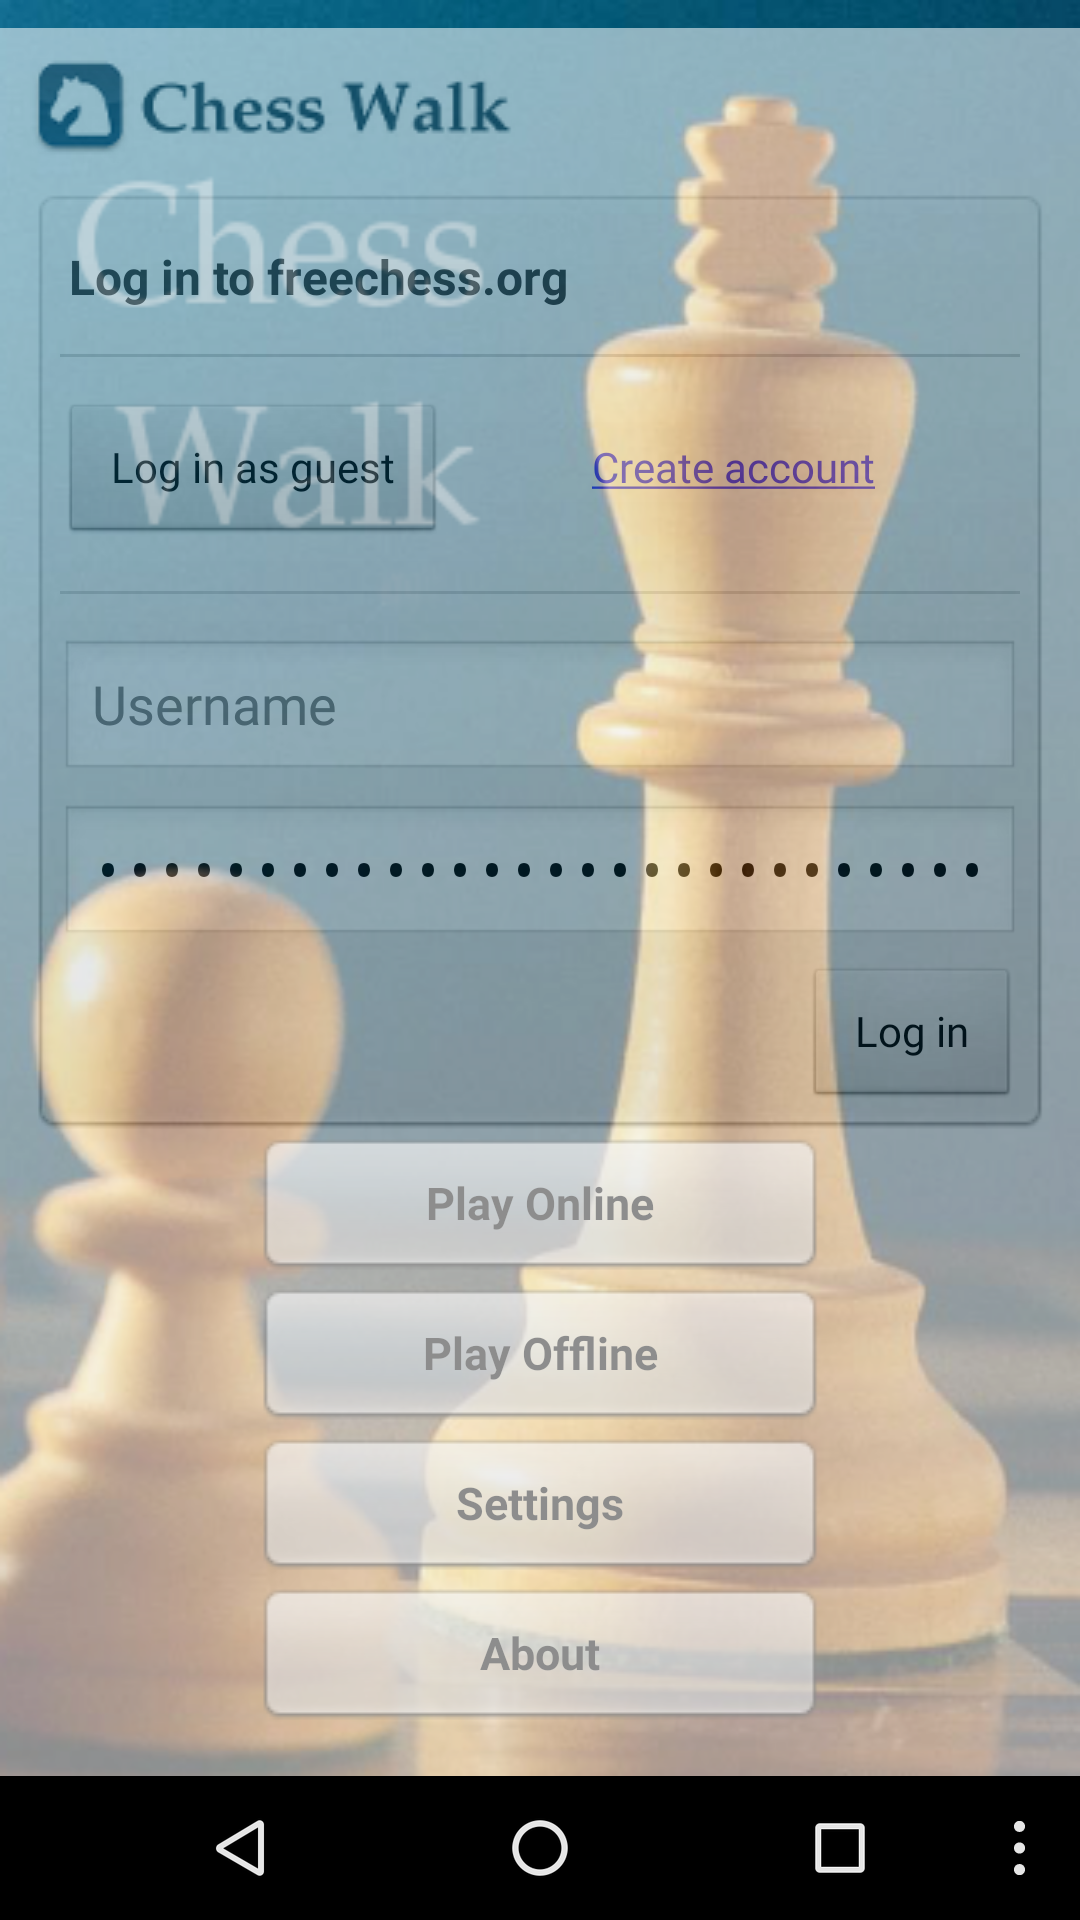 Chess Walk
Chess
Log in to freechess.org
Walk
Log in as guest
Create account
Username
••••••••••••••••••••••••••••
Log in
Play Online
Play Offline
Settings
About